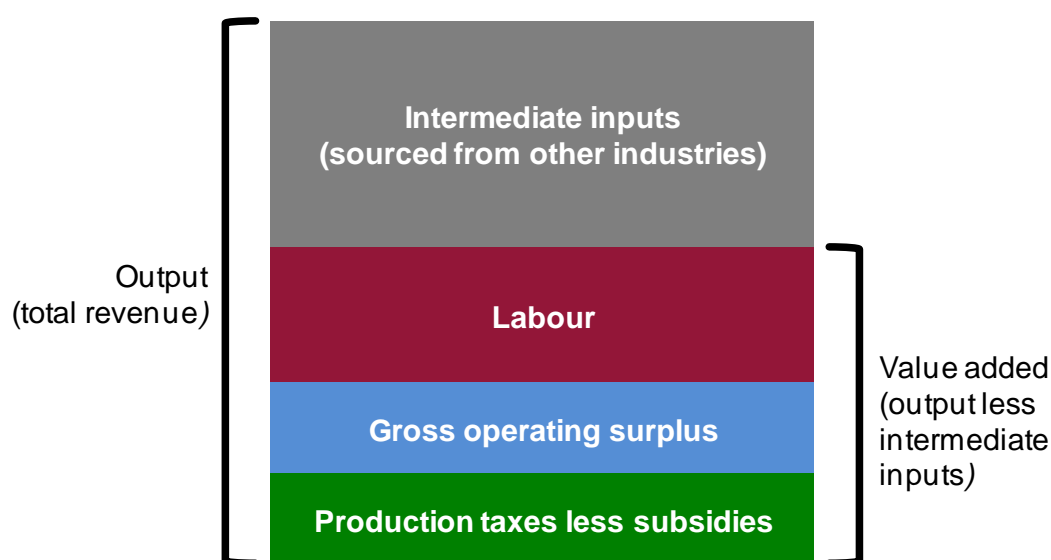 Intermediate inputs
(sourced from other industries)
Output
(total revenue)
Labour
Value added
(output less
intermediate
inputs)
Gross operating surplus
Production taxes less subsidies